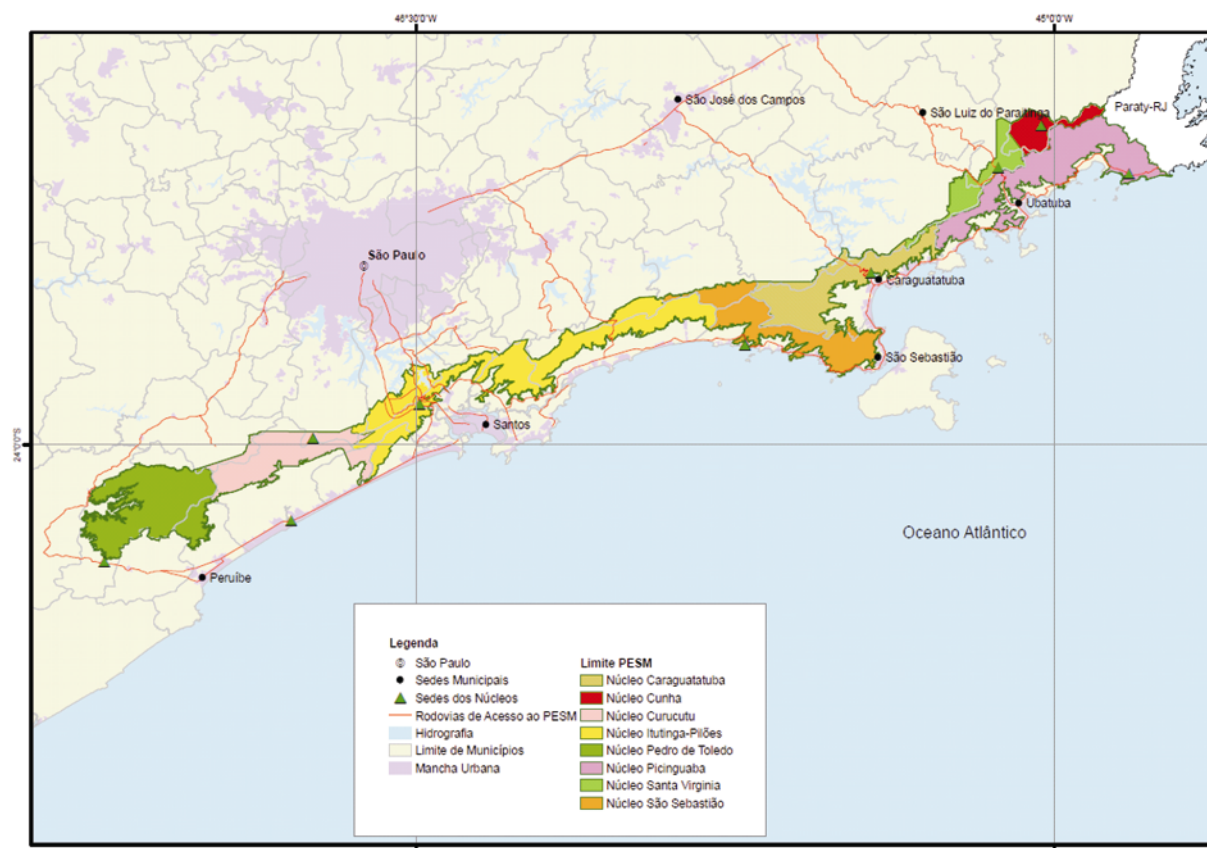 46°30'0"W
45°0'0"W
São José dos Campos
São Luiz do Paraitinga
Paraty-RJ
Ubatuba
São Paulo
Caraguatatuba
São Sebastião
Santos
24°0'0"S
Oceano Atlântico
Peruíbe
Legenda
São Paulo
Sedes Municipais
Sedes dos Núcleos
Rodovias de Acesso ao PESM
Hidrografia
Limite de Municípios
Mancha Urbana
Limite PESM
Núcleo Caraguatatuba
Núcleo Cunha
Núcleo Curucutu
Núcleo Itutinga-Pilões
Núcleo Pedro de Toledo
Núcleo Picinguaba
Núcleo Santa Virginia
Núcleo São Sebastião